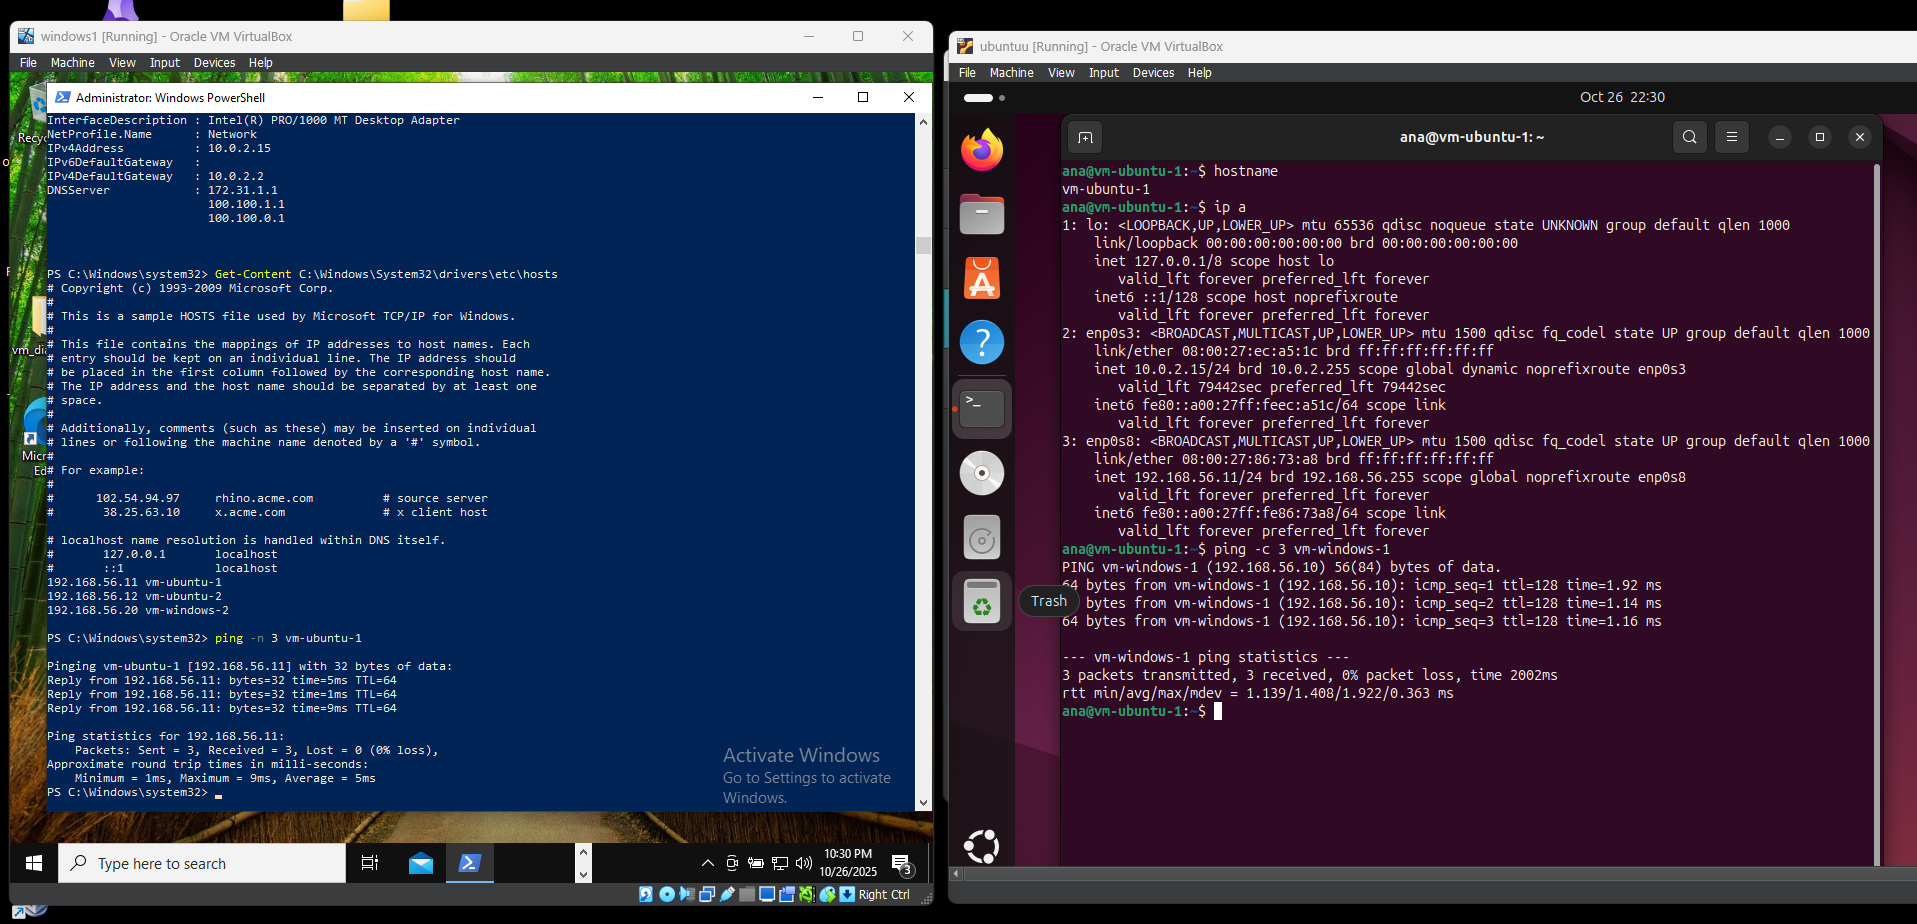 windows1 [Running] - Oracle VM VirtualBox
File Machine View Input Devices Help
Recyc
vm_dia
Micr
Ed
Administrator: Windows PowerShell
InterfaceDescription : Intel(R) PRO/1000 MT Desktop Adapter
NetProfile.Name : Network
IPv4Address : 10.0.2.15
IPv6DefaultGateway :
IPv4DefaultGateway : 10.0.2.2
DNSServer : 172.31.1.1
100.100.1.1
100.100.0.1
PS C:\Windows\system32> Get-Content C:\Windows\System32\drivers\etc\hosts
# Copyright (c) 1993-2009 Microsoft Corp.
#
# This is a sample HOSTS file used by Microsoft TCP/IP for Windows.
#
# This file contains the mappings of IP addresses to host names. Each
# entry should be kept on an individual line. The IP address should
# be placed in the first column followed by the corresponding host name.
# The IP address and the host name should be separated by at least one
# space.
#
# Additionally, comments (such as these) may be inserted on individual
# lines or following the machine name denoted by a '#' symbol.
#
# For example:
#
# 102.54.94.97 rhino.acme.com # source server
# 38.25.63.10 x.acme.com # x client host
# localhost name resolution is handled within DNS itself.
# 127.0.0.1 localhost
# ::1 localhost
192.168.56.11 vm-ubuntu-1
192.168.56.12 vm-ubuntu-2
192.168.56.20 vm-windows-2
PS C:\Windows\system32> ping -n 3 vm-ubuntu-1
Pinging vm-ubuntu-1 [192.168.56.11] with 32 bytes of data:
Reply from 192.168.56.11: bytes=32 time=5ms TTL=64
Reply from 192.168.56.11: bytes=32 time=1ms TTL=64
Reply from 192.168.56.11: bytes=32 time=9ms TTL=64
Ping statistics for 192.168.56.11:
Packets: Sent = 3, Received = 3, Lost = 0 (0% loss),
Approximate round trip times in milli-seconds:
Minimum = 1ms, Maximum = 9ms, Average = 5ms
PS C:\Windows\system32>
Activate Windows
Go to Settings to activate
Windows.
Type here to search
10:30 PM
10/26/2025
3
Right Ctrl
ubuntuu [Running] - Oracle VM VirtualBox
File Machine View Input Devices Help
Oct 26 22:30
ana@vm-ubuntu-1: ~
ana@vm-ubuntu-1:~$ hostname
vm-ubuntu-1
ana@vm-ubuntu-1:~$ ip a
1: lo: <LOOPBACK,UP,LOWER_UP> mtu 65536 qdisc noqueue state UNKNOWN group default qlen 1000
link/loopback 00:00:00:00:00:00 brd 00:00:00:00:00:00
inet 127.0.0.1/8 scope host lo
valid_lft forever preferred_lft forever
inet6 ::1/128 scope host noprefixroute
valid_lft forever preferred_lft forever
2: enp0s3: <BROADCAST,MULTICAST,UP,LOWER_UP> mtu 1500 qdisc fq_codel state UP group default qlen 1000
link/ether 08:00:27:ec:a5:1c brd ff:ff:ff:ff:ff:ff
inet 10.0.2.15/24 brd 10.0.2.255 scope global dynamic noprefixroute enp0s3
valid_lft 79442sec preferred_lft 79442sec
inet6 fe80::a00:27ff:feec:a51c/64 scope link
valid_lft forever preferred_lft forever
3: enp0s8: <BROADCAST,MULTICAST,UP,LOWER_UP> mtu 1500 qdisc fq_codel state UP group default qlen 1000
link/ether 08:00:27:86:73:a8 brd ff:ff:ff:ff:ff:ff
inet 192.168.56.11/24 brd 192.168.56.255 scope global noprefixroute enp0s8
valid_lft forever preferred_lft forever
inet6 fe80::a00:27ff:fe86:73a8/64 scope link
valid_lft forever preferred_lft forever
ana@vm-ubuntu-1:~$ ping -c 3 vm-windows-1
PING vm-windows-1 (192.168.56.10) 56(84) bytes of data.
64 bytes from vm-windows-1 (192.168.56.10): icmp_seq=1 ttl=128 time=1.92 ms
Trash
bytes from vm-windows-1 (192.168.56.10): icmp_seq=2 ttl=128 time=1.14 ms
64 bytes from vm-windows-1 (192.168.56.10): icmp_seq=3 ttl=128 time=1.16 ms
--- vm-windows-1 ping statistics ---
3 packets transmitted, 3 received, 0% packet loss, time 2002ms
rtt min/avg/max/mdev = 1.139/1.408/1.922/0.363 ms
ana@vm-ubuntu-1:~$